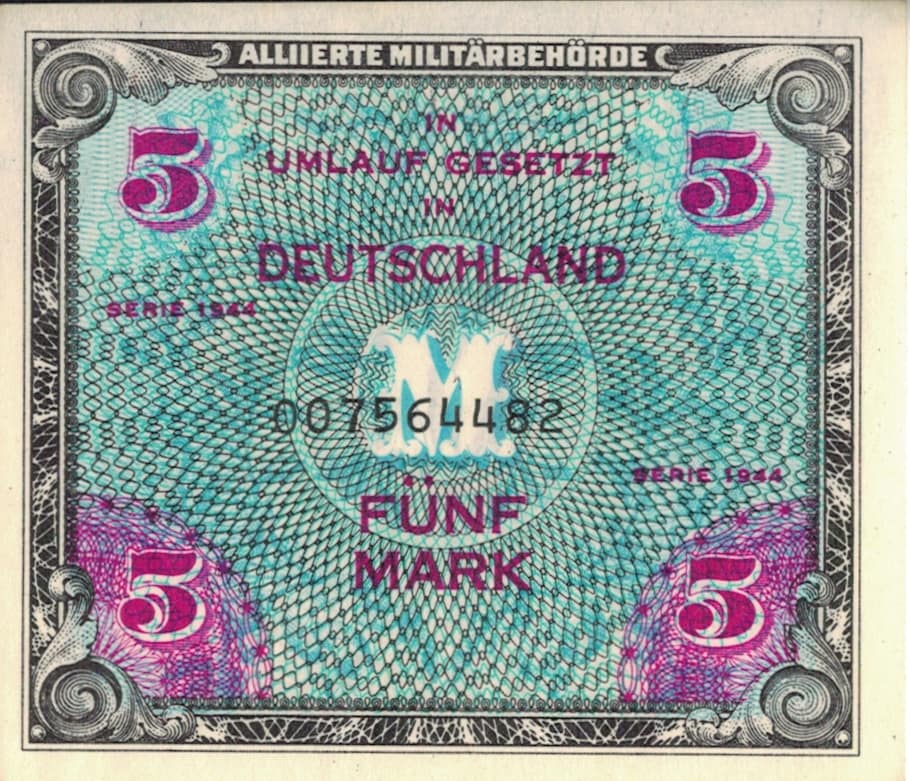 ALLIIERTE MILITÄRBEHÖRDE
5 5
IN
UMLAUF GESETZT
IN
DEUTSCHLAND
SERIE 1944
M
007564482
SERIE 1944
FÜNF
MARK
5 5